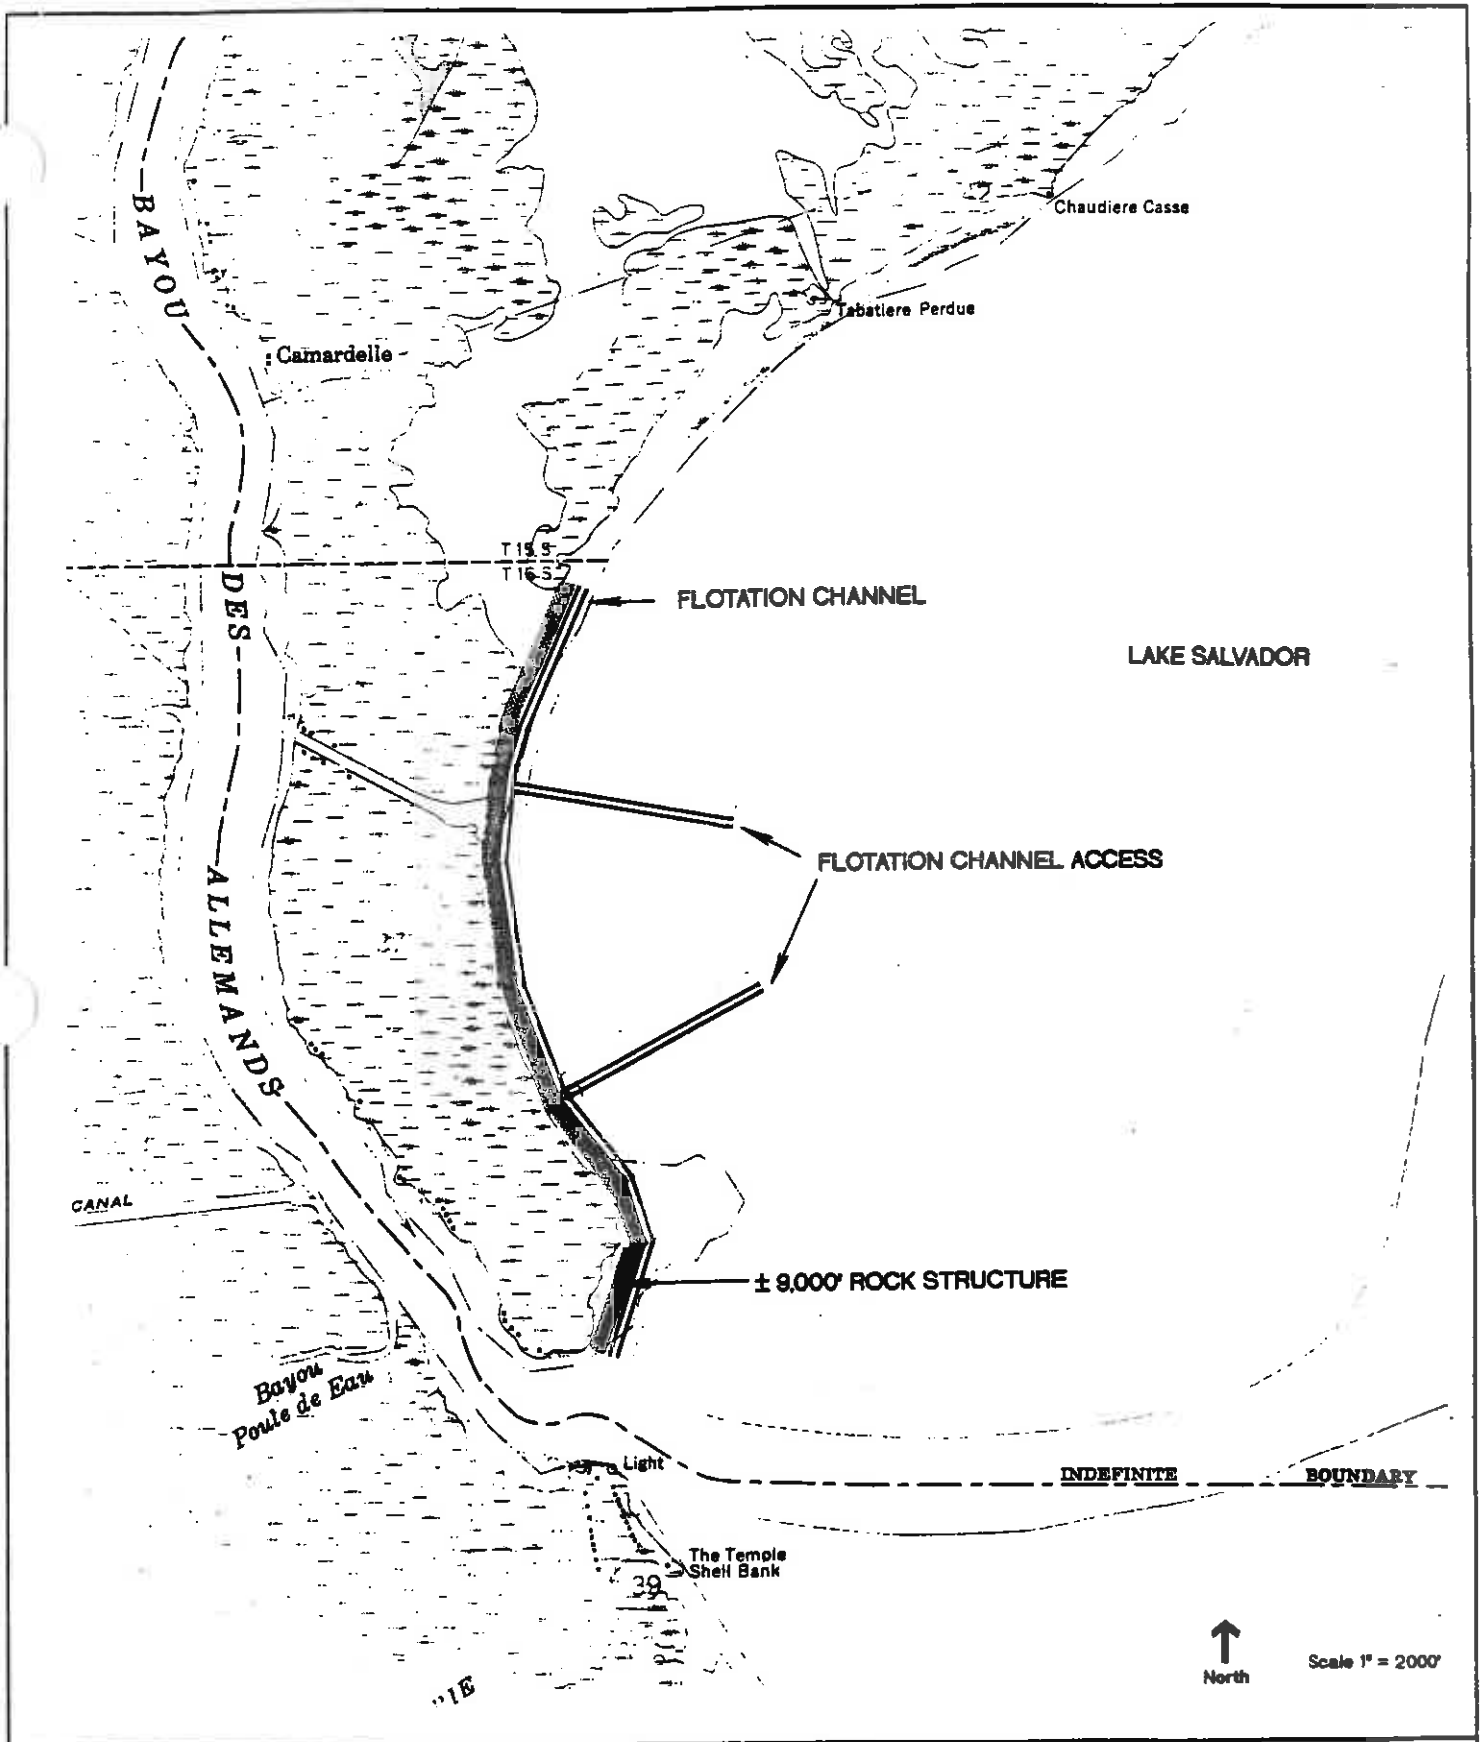 Chaudiere Casse
BAYOU
Tabatiere Perdue
Camardelle
T 15 S
T 16 S
DES
FLOTATION CHANNEL
LAKE SALVADOR
FLOTATION CHANNEL ACCESS
ALLEMANDS
37
CANAL
± 9,000' ROCK STRUCTURE
Bayou
Poule de Eau
Light
INDEFINITE BOUNDARY
The Temple
Shell Bank
39
North
Scale 1" = 2000'